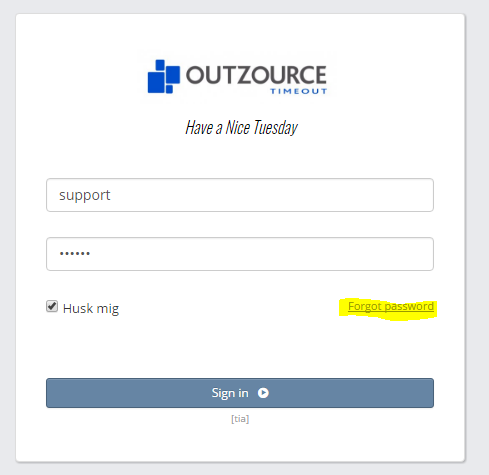 OUTZOURCE
TIMEOUT
Have a Nice Tuesday
support
••••••
Husk mig Forgot password
Sign in
[tia]